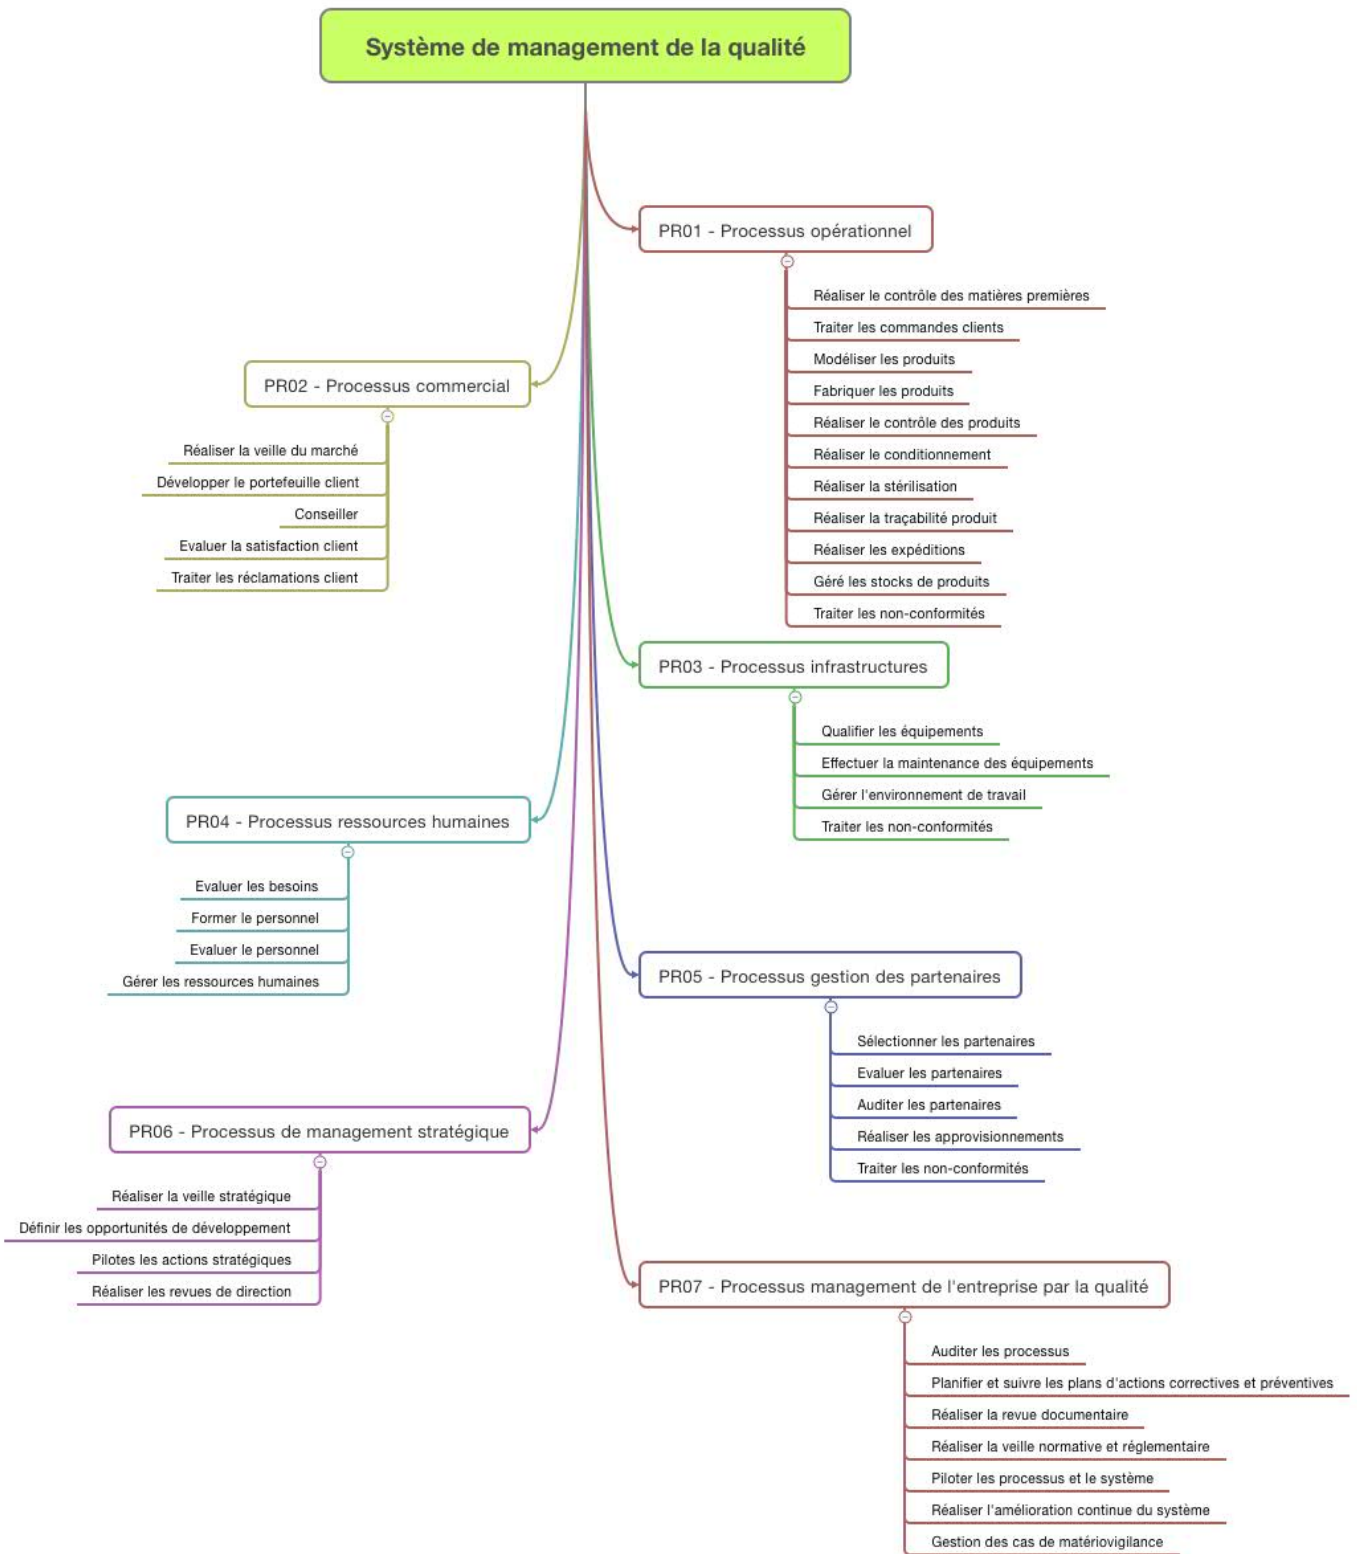 Système de management de la qualité
PR01 - Processus opérationnel
Réaliser le contrôle des matières premières
Traiter les commandes clients
Modéliser les produits
Fabriquer les produits
Réaliser le contrôle des produits
Réaliser le conditionnement
Réaliser la stérilisation
Réaliser la traçabilité produit
Réaliser les expéditions
Géré les stocks de produits
Traiter les non-conformités
PR02 - Processus commercial
Réaliser la veille du marché
Développer le portefeuille client
Conseiller
Evaluer la satisfaction client
Traiter les réclamations client
PR03 - Processus infrastructures
Qualifier les équipements
Effectuer la maintenance des équipements
Gérer l'environnement de travail
Traiter les non-conformités
PR04 - Processus ressources humaines
Evaluer les besoins
Former le personnel
Evaluer le personnel
Gérer les ressources humaines
PR05 - Processus gestion des partenaires
Sélectionner les partenaires
Evaluer les partenaires
Auditer les partenaires
Réaliser les approvisionnements
Traiter les non-conformités
PR06 - Processus de management stratégique
Réaliser la veille stratégique
Définir les opportunités de développement
Pilotes les actions stratégiques
Réaliser les revues de direction
PR07 - Processus management de l'entreprise par la qualité
Auditer les processus
Planifier et suivre les plans d'actions correctives et préventives
Réaliser la revue documentaire
Réaliser la veille normative et réglementaire
Piloter les processus et le système
Réaliser l'amélioration continue du système
Gestion des cas de matériovigilance